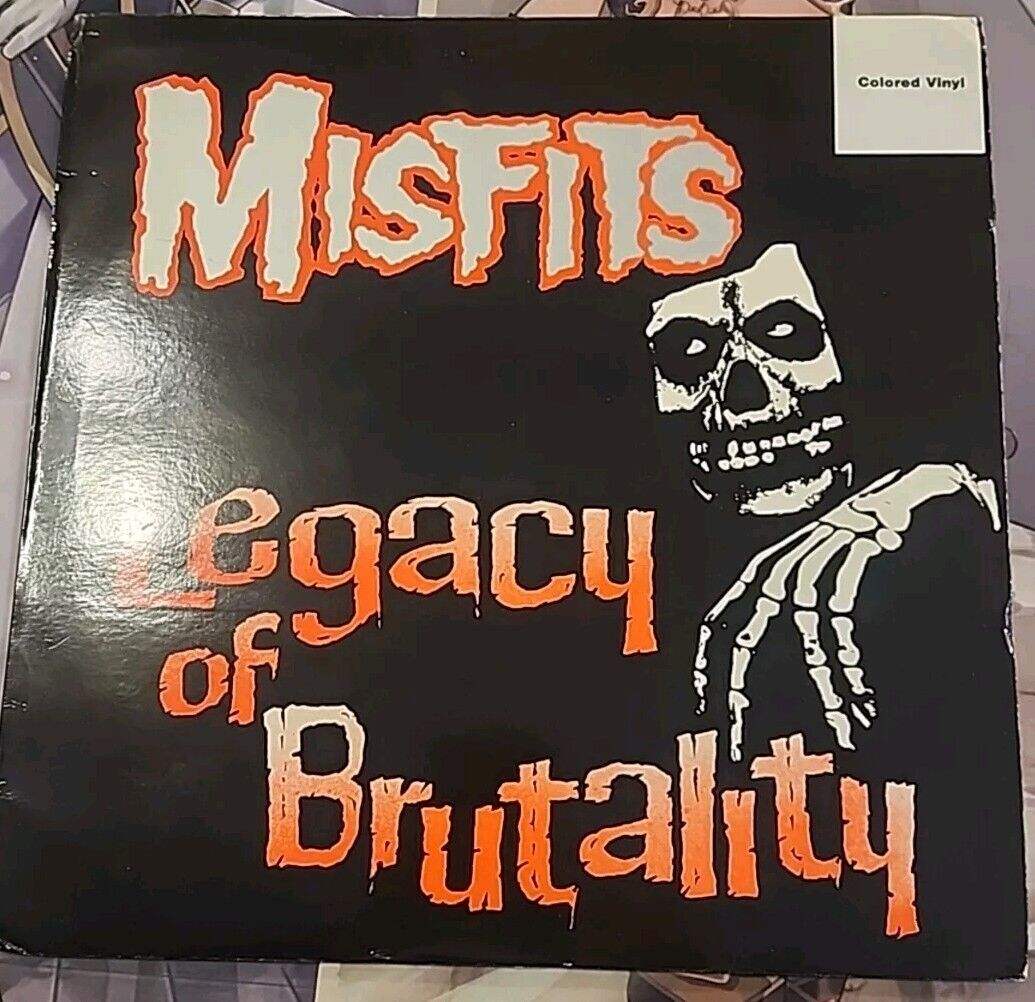 Colored Vinyl
MISFITS
Legacy
of
Brutality